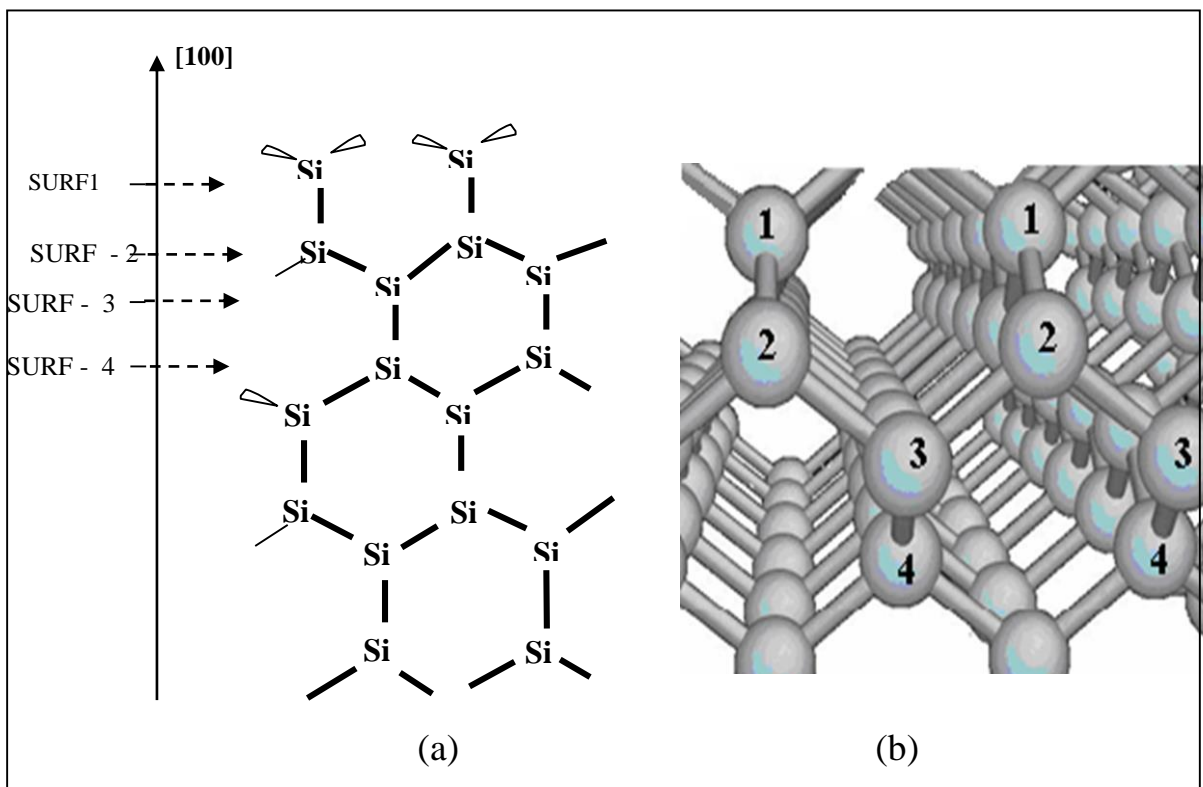 [100]
SURF1
SURF - 2
SURF - 3
SURF - 4
Si Si
Si Si Si
Si
Si Si
Si Si
Si Si
Si Si
Si Si
(a)
1 1
2 2
3 3
4 4
(b)